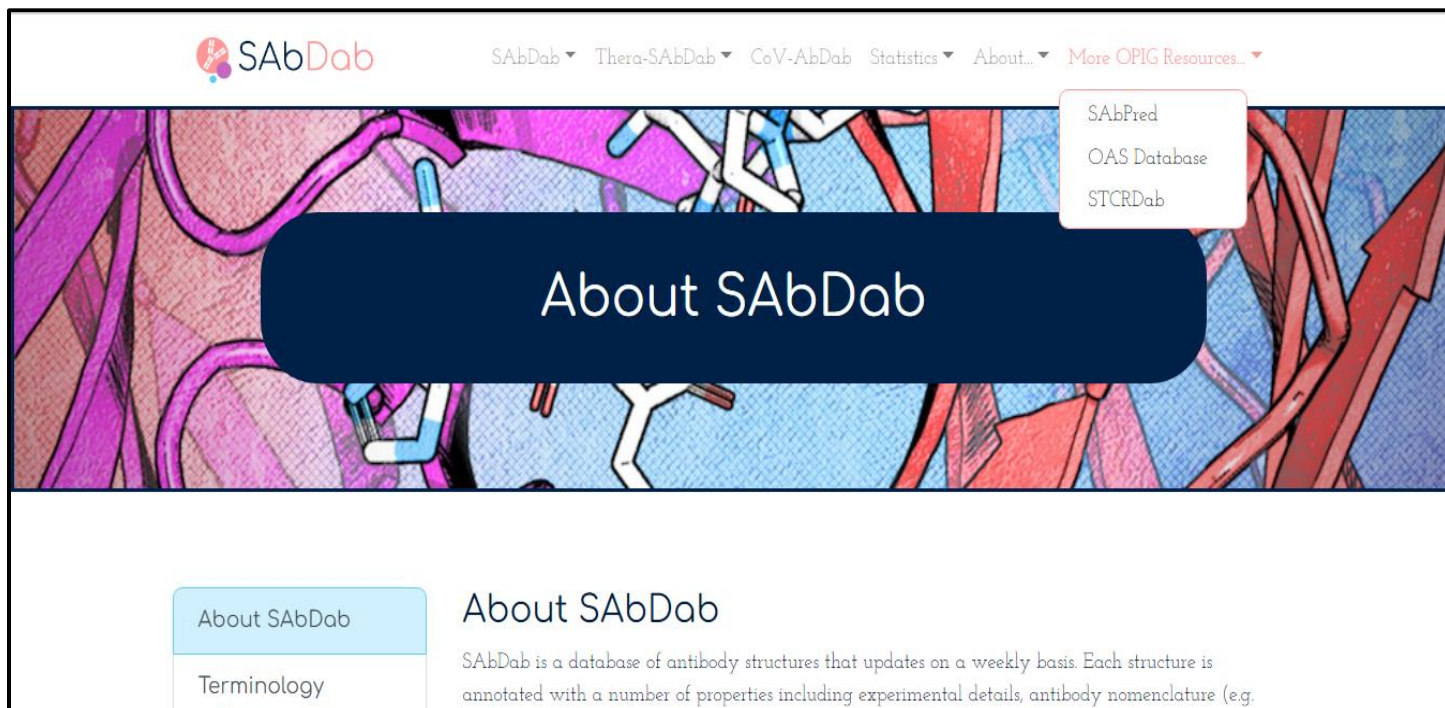 SAbDab
SAbDab Thera-SAbDab CoV-AbDab Statistics About... More OPIG Resources...
SAbPred
OAS Database
STCRDab
About SAbDab
About SAbDab
Terminology
About SAbDab
SAbDab is a database of antibody structures that updates on a weekly basis. Each structure is
annotated with a number of properties including experimental details, antibody nomenclature (e.g.